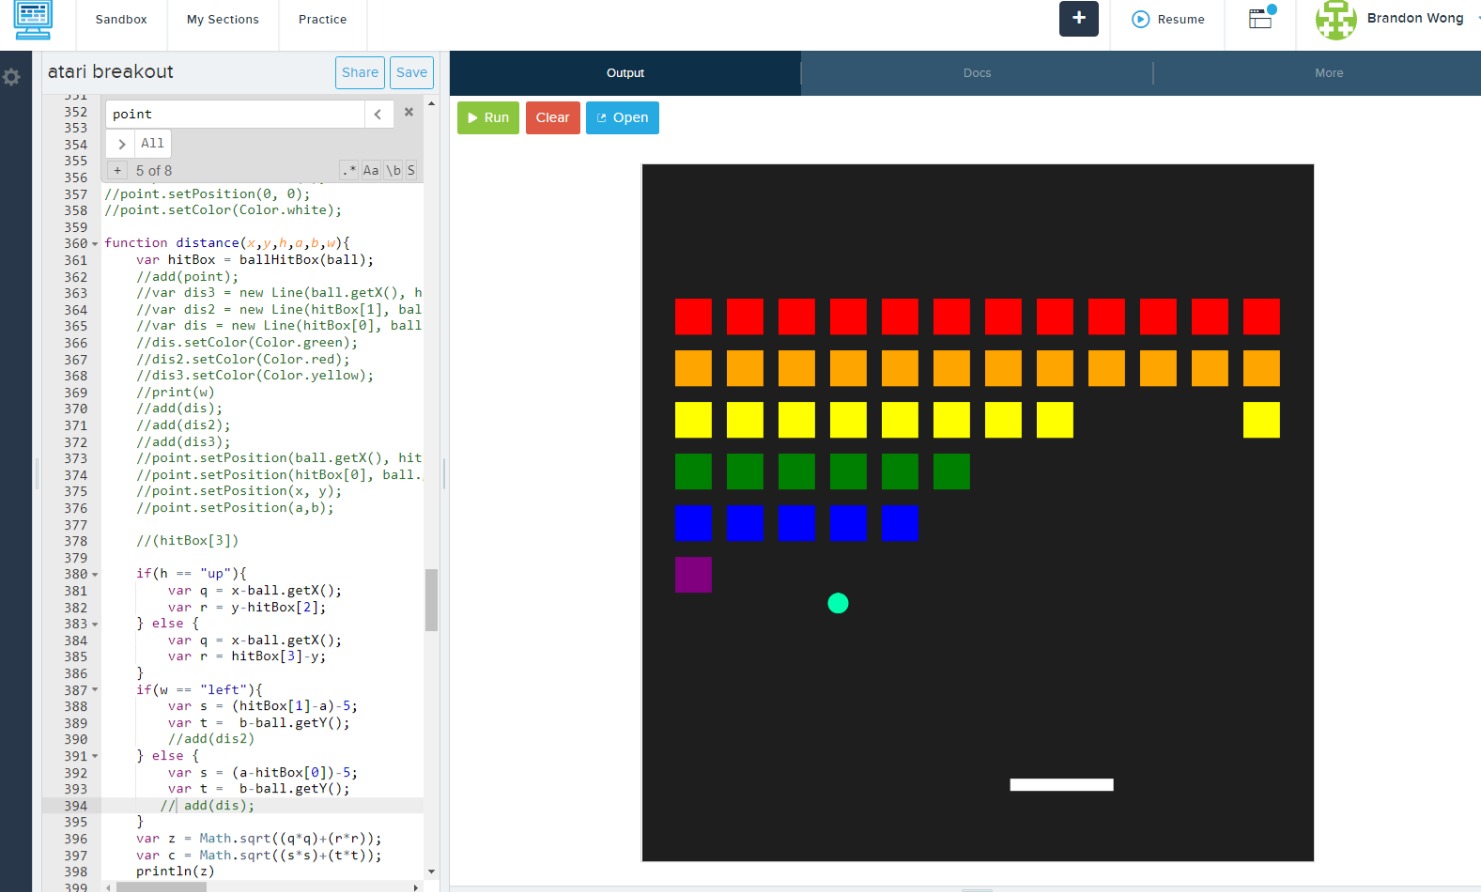 Sandbox
My Sections
Practice
+
Resume
Brandon Wong
atari breakout
Share
Save
Output
Docs
More
Run
Clear
Open
point
All
+ 5 of 8 .* Aa \b S
352
353
354
355
356
357 //point.setPosition(0, 0);
358 //point.setColor(Color.white);
359
360 function distance(x,y,h,a,b,w){
361 var hitBox = ballHitBox(ball);
362 //add(point);
363 //var dis3 = new Line(ball.getX(), h
364 //var dis2 = new Line(hitBox[1], bal
365 //var dis = new Line(hitBox[0], ball
366 //dis.setColor(Color.green);
367 //dis2.setColor(Color.red);
368 //dis3.setColor(Color.yellow);
369 //print(w)
370 //add(dis);
371 //add(dis2);
372 //add(dis3);
373 //point.setPosition(ball.getX(), hit
374 //point.setPosition(hitBox[0], ball.
375 //point.setPosition(x, y);
376 //point.setPosition(a,b);
377
378 //(hitBox[3])
379
380 if(h == "up"){
381 var q = x-ball.getX();
382 var r = y-hitBox[2];
383 } else {
384 var q = x-ball.getX();
385 var r = hitBox[3]-y;
386 }
387 if(w == "left"){
388 var s = (hitBox[1]-a)-5;
389 var t =  b-ball.getY();
390 //add(dis2)
391 } else {
392 var s = (a-hitBox[0])-5;
393 var t =  b-ball.getY();
394 // add(dis);
395 }
396 var z = Math.sqrt((q*q)+(r*r));
397 var c = Math.sqrt((s*s)+(t*t));
398 println(z)
399